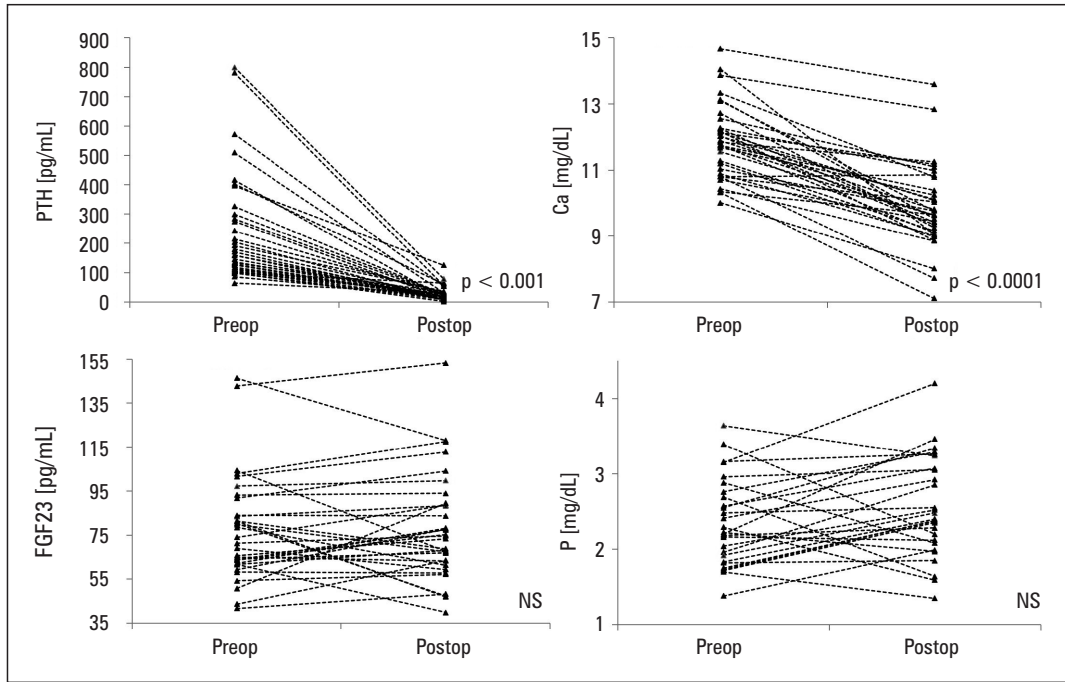 PTH [pg/mL]
900
800
700
600
500
400
300
200
100
0
Preop
Postop
p < 0.001
Ca [mg/dL]
15
13
11
9
7
Preop
Postop
p < 0.0001
FGF23 [pg/mL]
155
135
115
95
75
55
35
Preop
Postop
NS
P [mg/dL]
4
3
2
1
Preop
Postop
NS